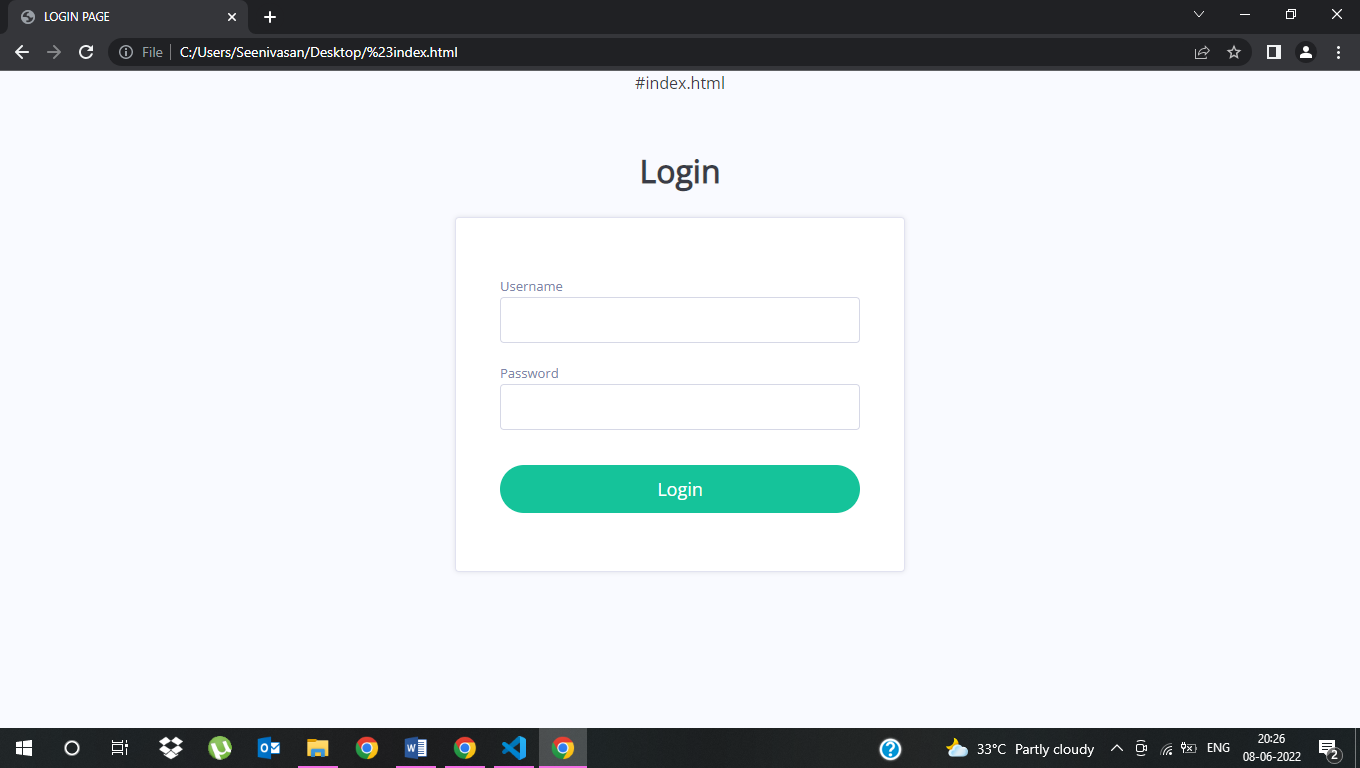 LOGIN PAGE
File C:/Users/Seenivasan/Desktop/%23index.html
#index.html
Login
Username
Password
Login
33°C Partly cloudy ENG 20:26
08-06-2022 2